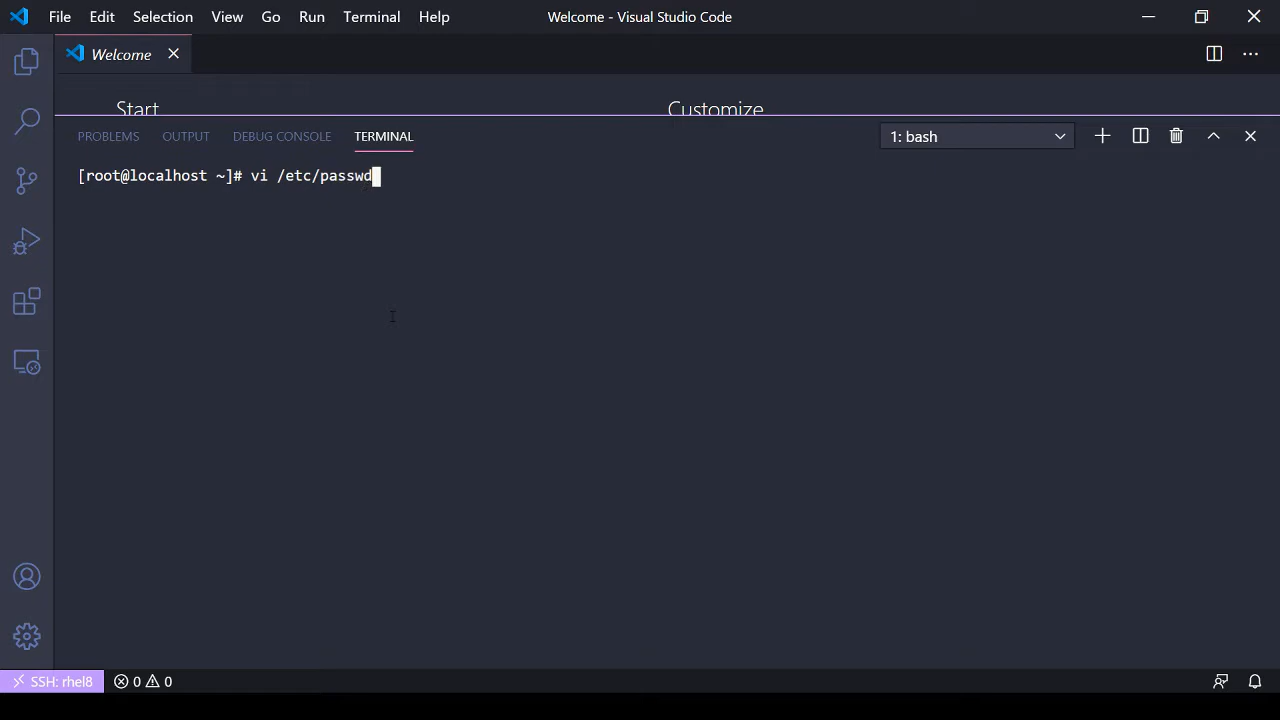 File Edit Selection View Go Run Terminal Help Welcome - Visual Studio Code
Welcome
Start Customize
PROBLEMS OUTPUT DEBUG CONSOLE TERMINAL 1: bash
[root@localhost ~]# vi /etc/passwd
SSH: rhel8 0 0